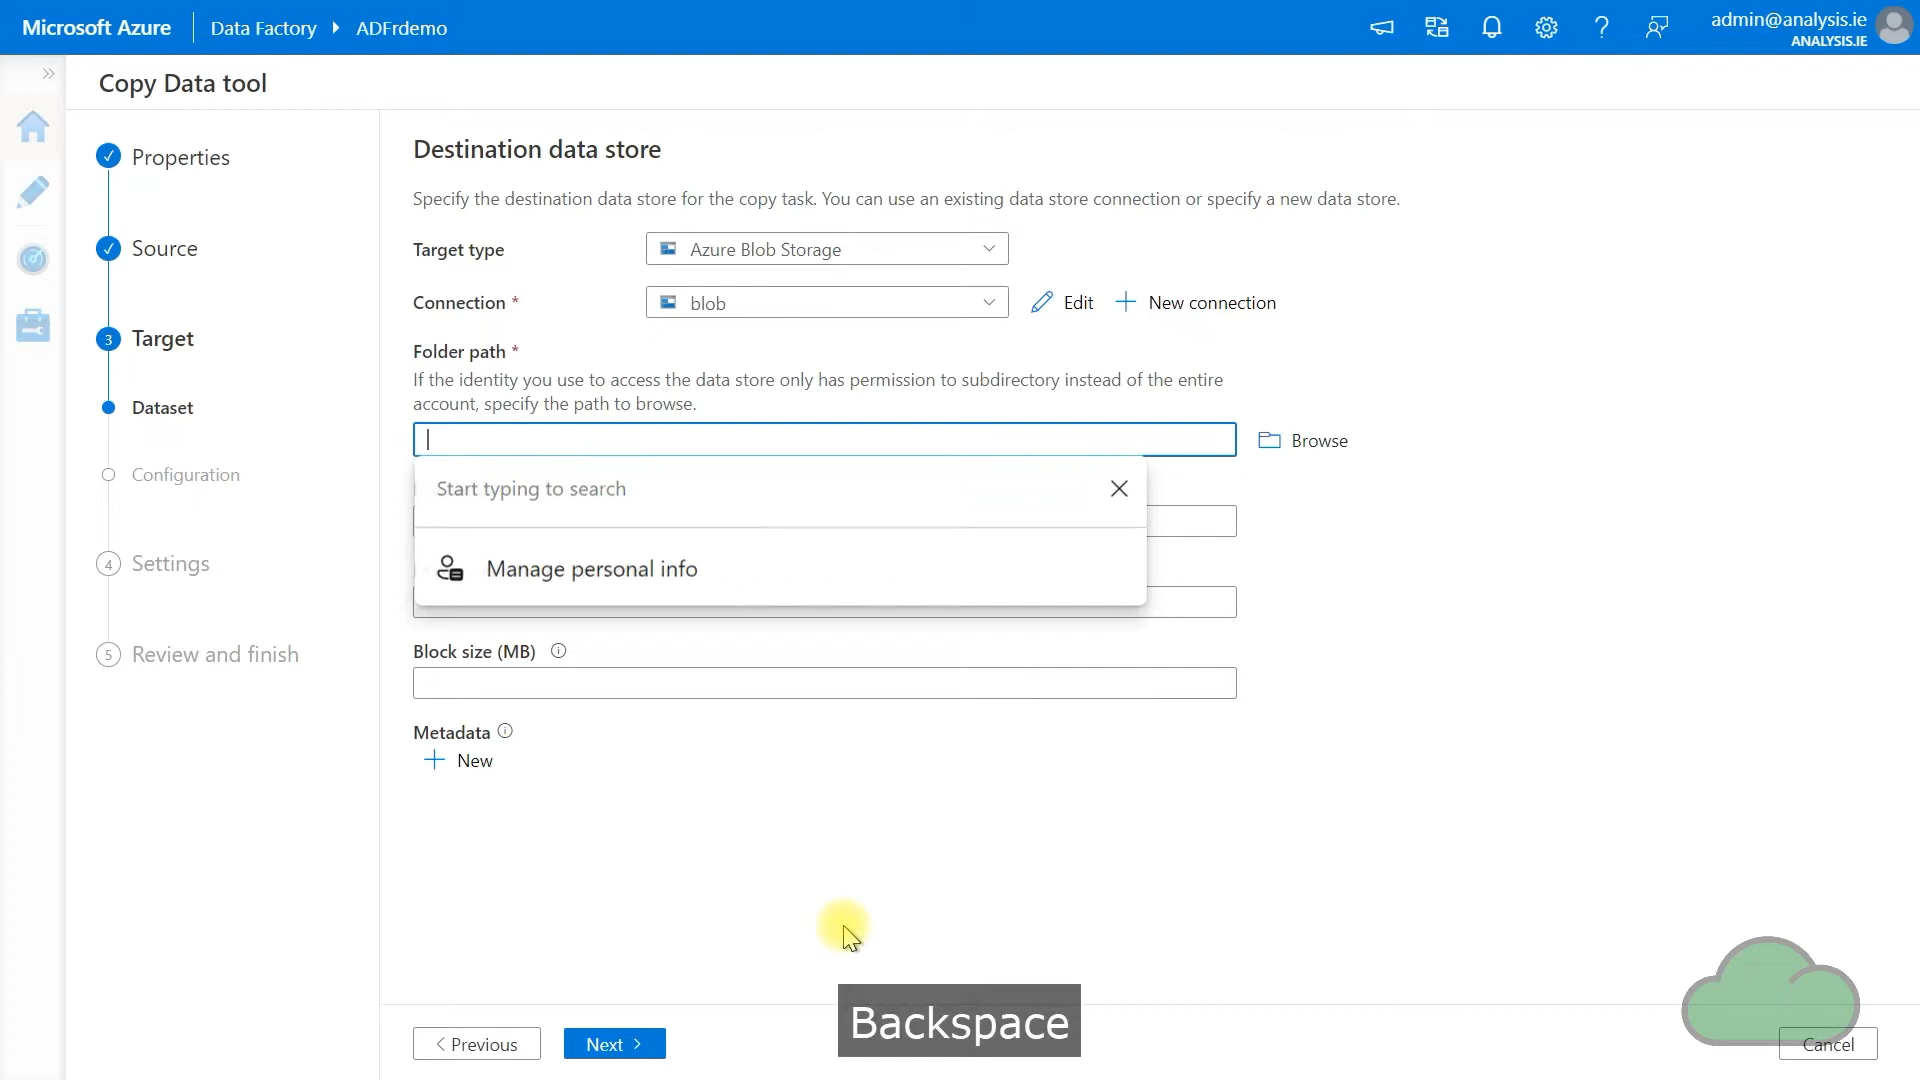 Microsoft Azure
Data Factory
ADFrdemo
admin@analysis.ie
ANALYSIS.IE
Copy Data tool
Properties
Source
3
Target
Dataset
Configuration
4
Settings
5
Review and finish
Destination data store
Specify the destination data store for the copy task. You can use an existing data store connection or specify a new data store.
Target type
Azure Blob Storage
Connection *
blob
Edit
New connection
Folder path *
If the identity you use to access the data store only has permission to subdirectory instead of the entire
account, specify the path to browse.
Browse
Start typing to search
Manage personal info
Block size (MB)
Metadata
New
Previous
Next
Backspace
Cancel